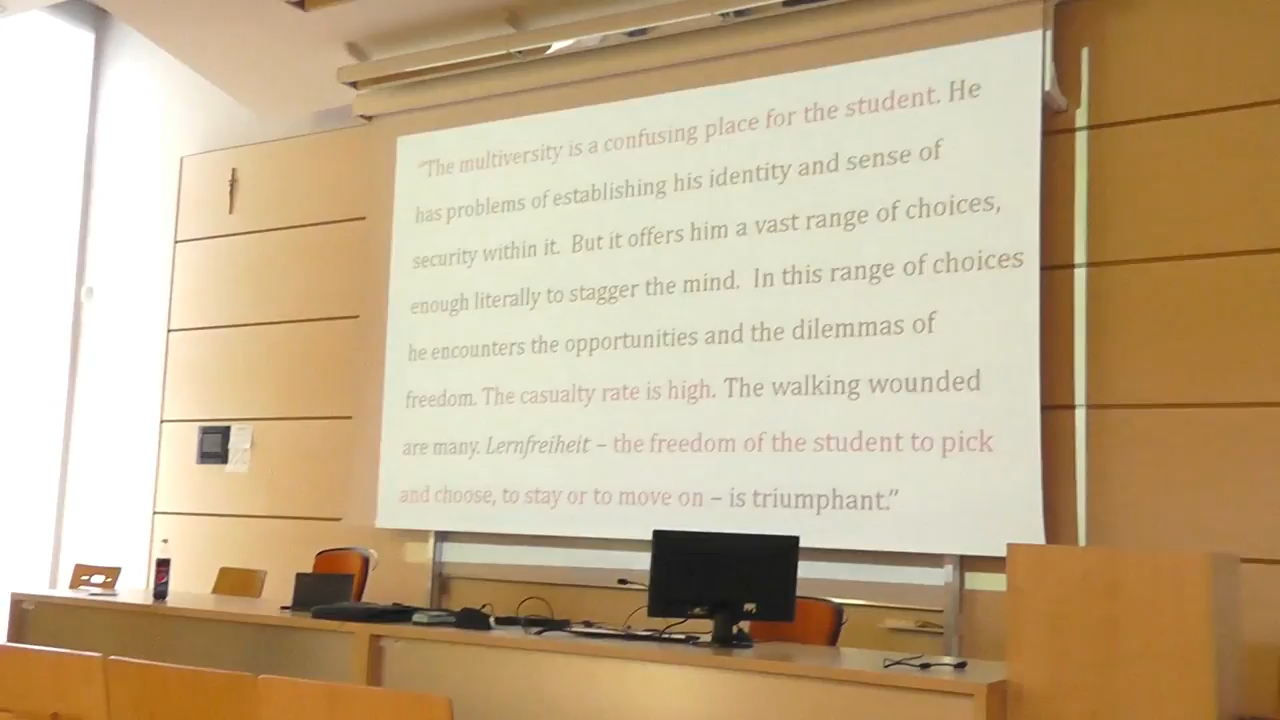 “The multiversity is a confusing place for the student. He
has problems of establishing his identity and sense of
security within it. But it offers him a vast range of choices,
enough literally to stagger the mind. In this range of choices
he encounters the opportunities and the dilemmas of
freedom. The casualty rate is high. The walking wounded
are many. Lernfreiheit – the freedom of the student to pick
and choose, to stay or to move on – is triumphant.”